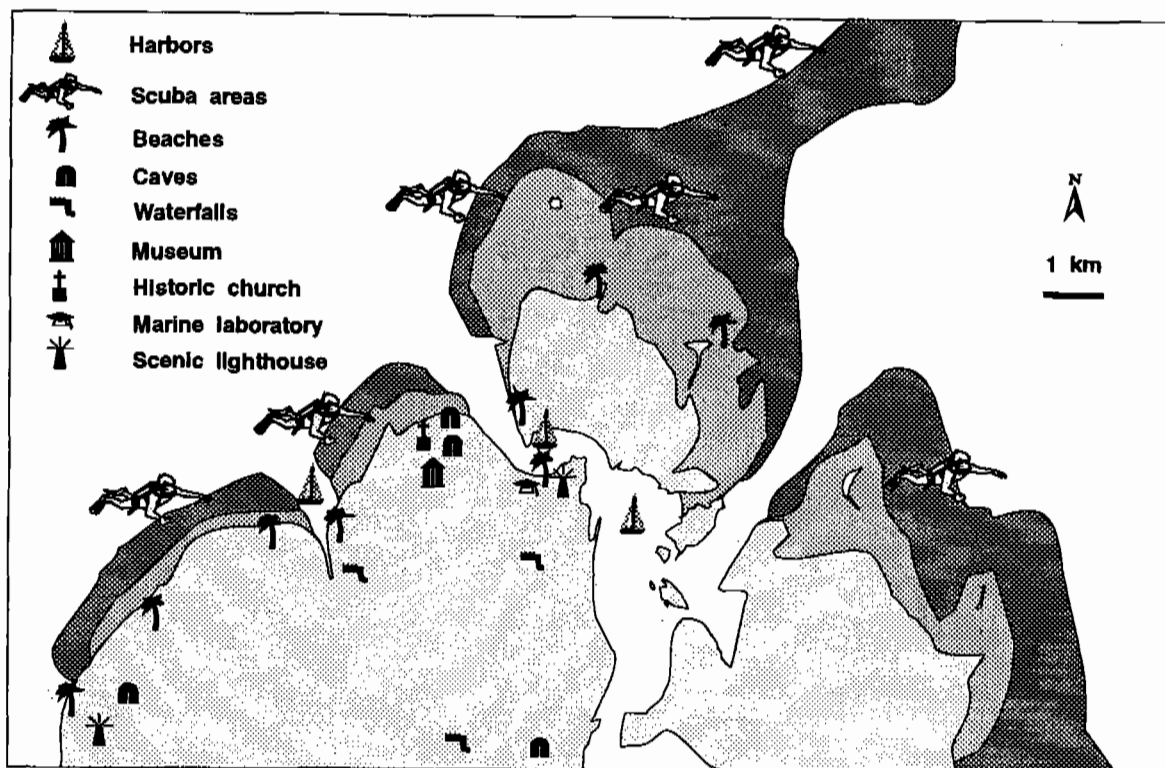 Harbors
Scuba areas
Beaches
Caves
Waterfalls
Museum
Historic church
Marine laboratory
Scenic lighthouse
N
1 km